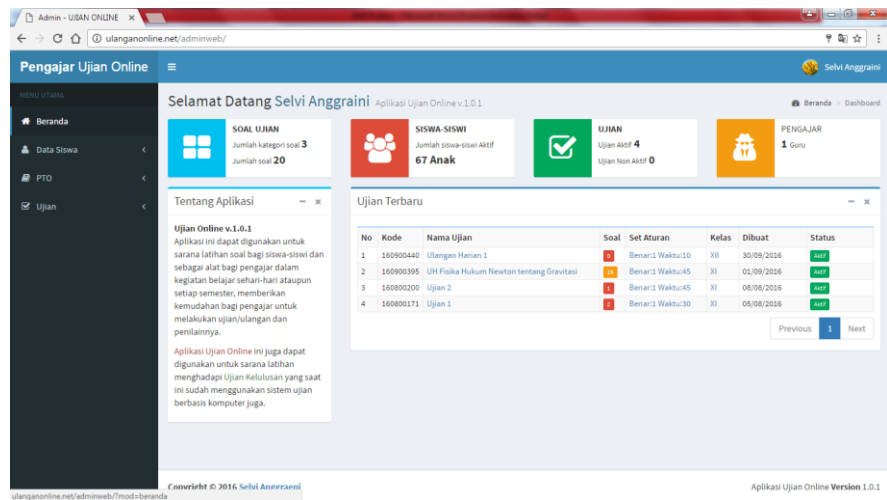 Admin - UJIAN ONLINE
ulanganonline.net/adminweb/
Pengajar Ujian Online
Selvi Anggraini
MENU UTAMA
Beranda
Data Siswa
PTO
Ujian
Selamat Datang Selvi Anggraini Aplikasi Ujian Online v.1.0.1
Beranda > Dashboard
SOAL UJIAN
Jumlah kategori soal 3
Jumlah soal 20
SISWA-SISWI
Jumlah siswa-siswi Aktif
67 Anak
UJIAN
Ujian Aktif 4
Ujian Non Aktif 0
PENGAJAR
1 Guru
Tentang Aplikasi
Ujian Online v.1.0.1
Aplikasi ini dapat digunakan untuk
sarana latihan soal bagi siswa-siswi dan
sebagai alat bagi pengajar dalam
kegiatan belajar sehari-hari ataupun
setiap semester, memberikan
kemudahan bagi pengajar untuk
melakukan ujian/ulangan dan
penilainnya.
Aplikasi Ujian Online ini juga dapat
digunakan untuk sarana latihan
menghadapi Ujian Kelulusan yang saat
ini sudah menggunakan sistem ujian
berbasis komputer juga.
Ujian Terbaru
No Kode Nama Ujian Soal Set Aturan Kelas Dibuat Status
1 160900440 Ulangan Harian 1 0 Benar:1 Waktu:10 XII 30/09/2016 Aktif
2 160900395 UH Fisika Hukum Newton tentang Gravitasi Benar:1 Waktu:45 XI 01/09/2016 Aktif
3 160800200 Ujian 2 1 Benar:1 Waktu:45 XI 08/08/2016 Aktif
4 160800171 Ujian 1 2 Benar:1 Waktu:30 XI 05/08/2016 Aktif
Previous 1 Next
Copyright © 2016 Selvi Anggraeni
Aplikasi Ujian Online Version 1.0.1
ulanganonline.net/adminweb/?mod=beranda